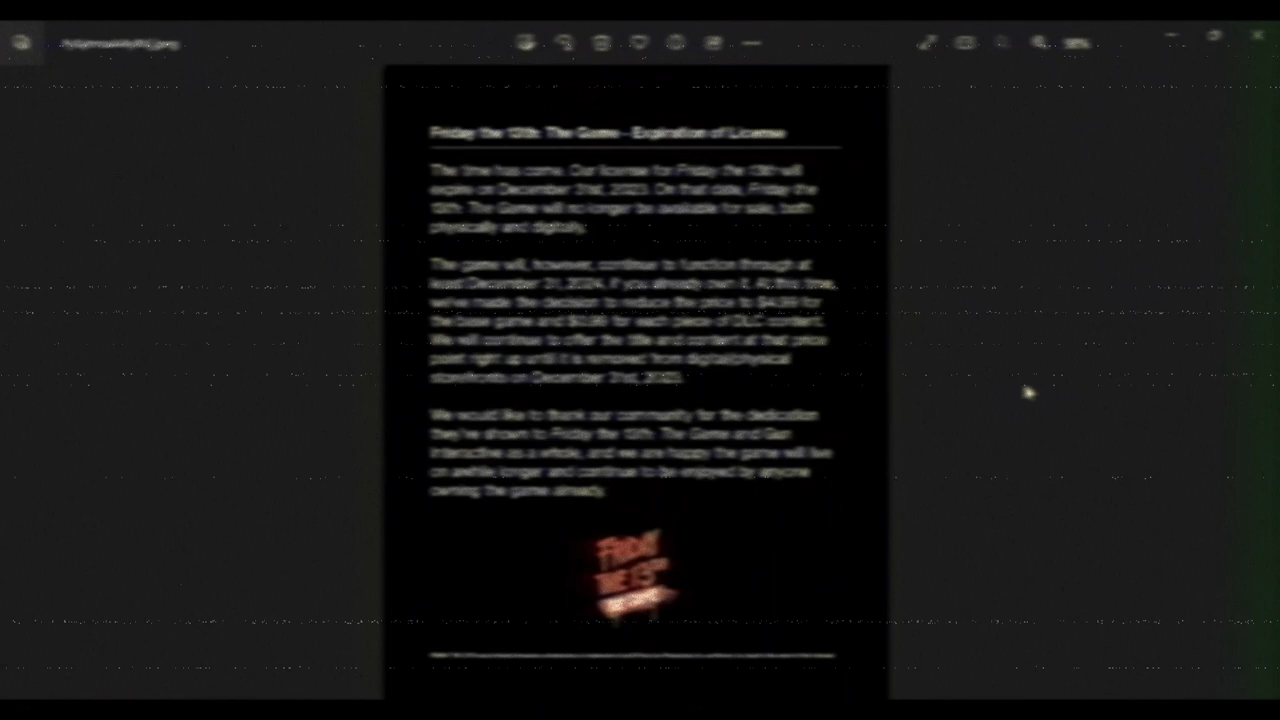 Friday the 13th: The Game - Expiration of License
The time has come. Our license for Friday the 13th will
expire on December 31st, 2023. On that date, Friday the
13th: The Game will no longer be available for sale, both
physically and digitally.
The game will, however, continue to function through at
least December 31, 2024, if you already own it. At this time,
we've made the decision to reduce the price to $4.99 for
the base game and for each piece of DLC content.
We will continue to offer the title and content at that price
point right up until it is removed from digital/physical
storefronts on December 31st, 2023.
We would like to thank our community for the dedication
they've shown to Friday the 13th: The Game and Gun
Interactive as a whole, and we are happy the game will live
on awhile longer and continue to be enjoyed by anyone
owning the game already.
FRIDAY
THE 13th